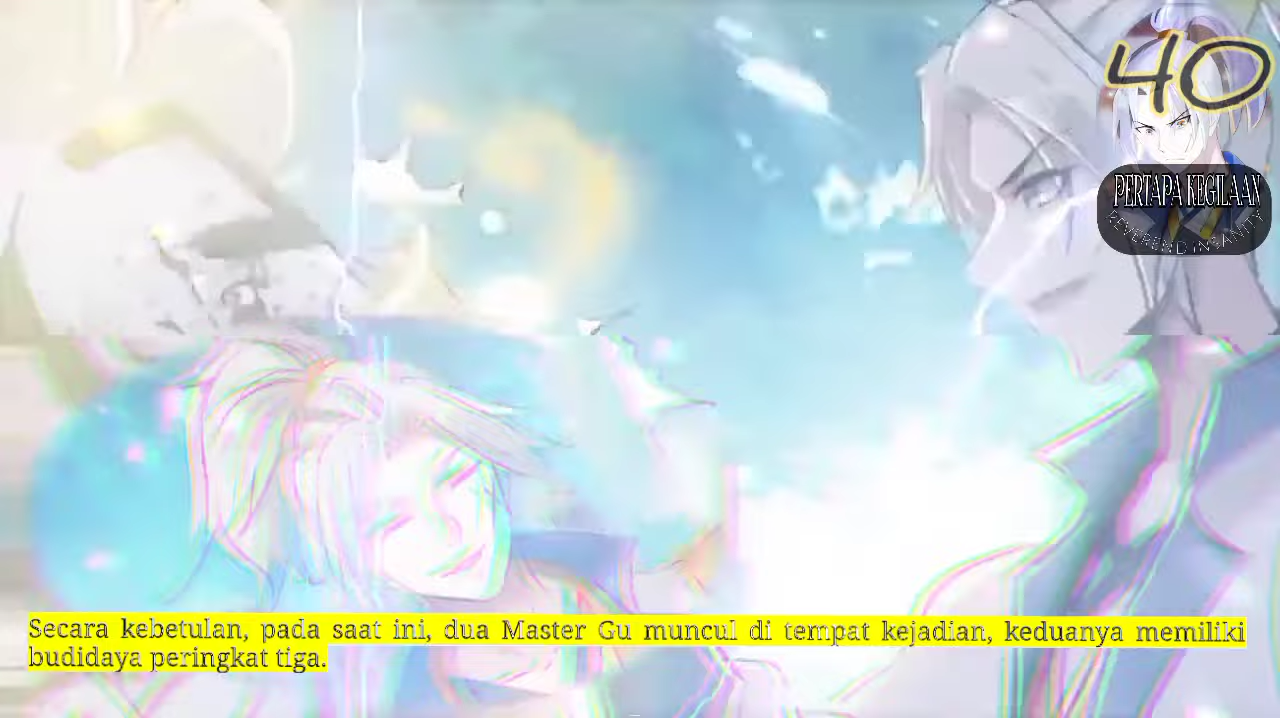 40
PERTAPA KEGILAAN
REVEREND INSANITY
Secara kebetulan, pada saat ini, dua Master Gu muncul di tempat kejadian, keduanya memiliki
budidaya peringkat tiga.